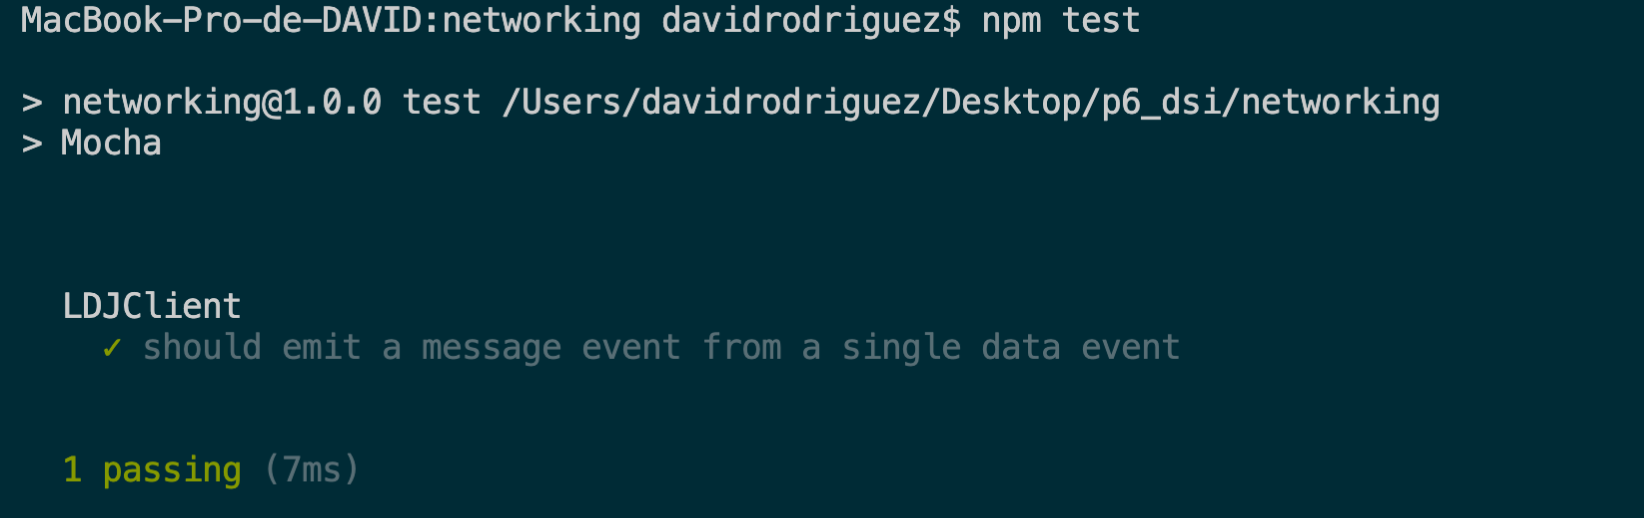 MacBook-Pro-de-DAVID:networking davidrodriguez$ npm test
> networking@1.0.0 test /Users/davidrodriguez/Desktop/p6_dsi/networking
> Mocha
LDJClient
✓ should emit a message event from a single data event
1 passing (7ms)